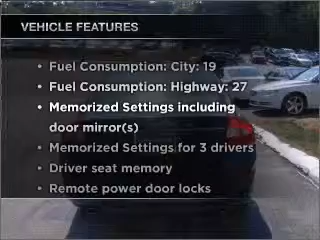 VEHICLE FEATURES
• Fuel Consumption: City: 19
• Fuel Consumption: Highway: 27
• Memorized Settings including
door mirror(s)
• Memorized Settings for 3 drivers
• Driver seat memory
• Remote power door locks